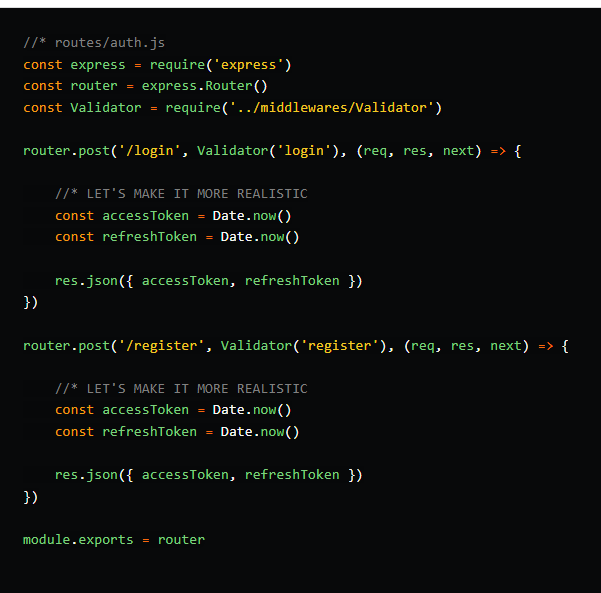 //* routes/auth.js
const express = require('express')
const router = express.Router()
const Validator = require('../middlewares/Validator')

router.post('/login', Validator('login'), (req, res, next) => {

    //* LET'S MAKE IT MORE REALISTIC
    const accessToken = Date.now()
    const refreshToken = Date.now()

    res.json({ accessToken, refreshToken })
})

router.post('/register', Validator('register'), (req, res, next) => {

    //* LET'S MAKE IT MORE REALISTIC
    const accessToken = Date.now()
    const refreshToken = Date.now()

    res.json({ accessToken, refreshToken })
})

module.exports = router